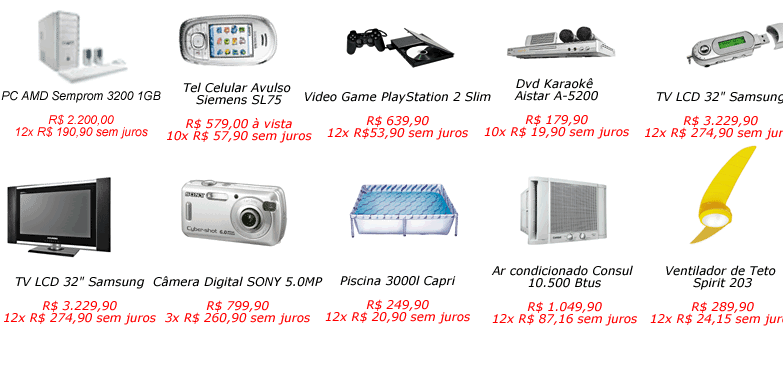 PC AMD Semprom 3200 1GB
R$ 2.200,00
12x R$ 190,90 sem juros
Tel Celular Avulso
Siemens SL75
R$ 579,00 à vista
10x R$ 57,90 sem juros
Video Game PlayStation 2 Slim
R$ 639,90
12x R$53,90 sem juros
Dvd Karaokê
Aistar A-5200
R$ 179,90
10x R$ 19,90 sem juros
TV LCD 32" Samsung
R$ 3.229,90
12x R$ 274,90 sem jur
TV LCD 32" Samsung
R$ 3.229,90
12x R$ 274,90 sem juros
SONY
Cyber-shot
Câmera Digital SONY 5.0MP
R$ 799,90
3x R$ 260,90 sem juros
Piscina 3000l Capri
R$ 249,90
12x R$ 20,90 sem juros
Ar condicionado Consul
10.500 Btus
R$ 1.049,90
12x R$ 87,16 sem juros
Ventilador de Teto
Spirit 203
R$ 289,90
12x R$ 24,15 sem juros